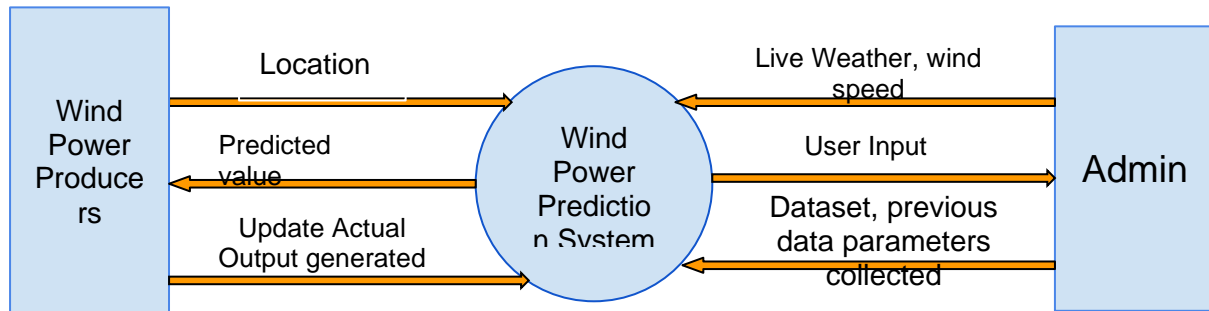 Wind
Power
Produce
rs
Location
Predicted
value
Update Actual
Output generated
Wind
Power
Predictio
n System
Live Weather, wind
speed
User Input
Dataset, previous
data parameters
collected
Admin